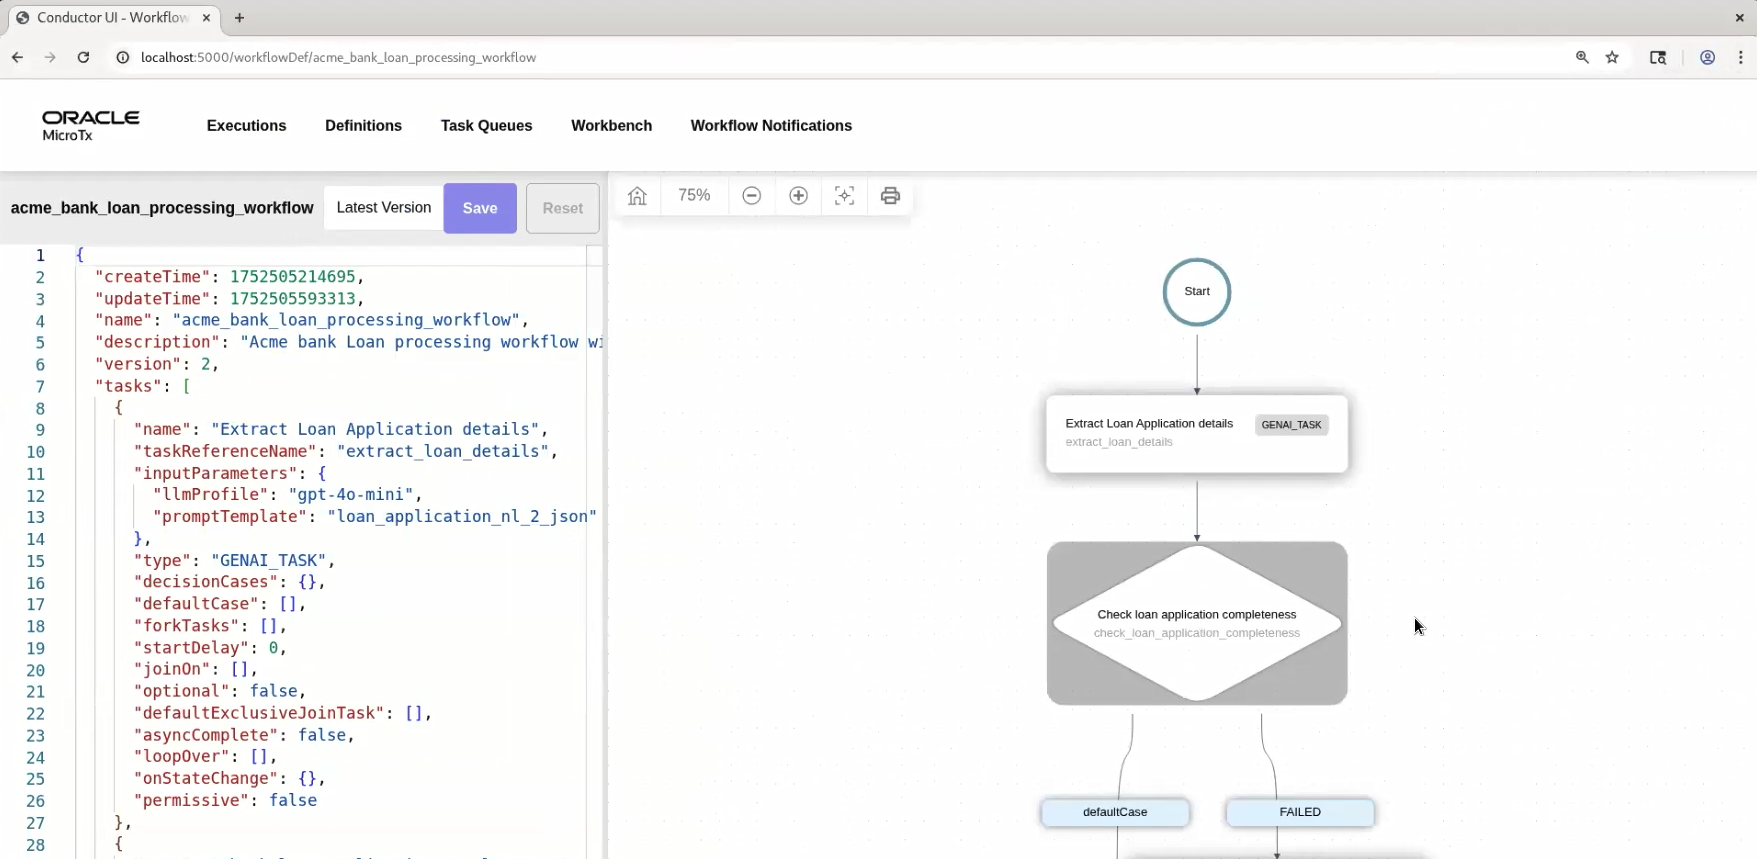 Conductor UI - Workflow
localhost:5000/workflowDef/acme_bank_loan_processing_workflow
ORACLE
MicroTx
Executions
Definitions
Task Queues
Workbench
Workflow Notifications
acme_bank_loan_processing_workflow
Latest Version
Save
Reset
75%
1 {
2 "createTime": 1752505214695,
3 "updateTime": 1752505593313,
4 "name": "acme_bank_loan_processing_workflow",
5 "description": "Acme bank Loan processing workflow wi
6 "version": 2,
7 "tasks": [
8 {
9 "name": "Extract Loan Application details",
10 "taskReferenceName": "extract_loan_details",
11 "inputParameters": {
12 "llmProfile": "gpt-4o-mini",
13 "promptTemplate": "loan_application_nl_2_json"
14 },
15 "type": "GENAI_TASK",
16 "decisionCases": {},
17 "defaultCase": [],
18 "forkTasks": [],
19 "startDelay": 0,
20 "joinOn": [],
21 "optional": false,
22 "defaultExclusiveJoinTask": [],
23 "asyncComplete": false,
24 "loopOver": [],
25 "onStateChange": {},
26 "permissive": false
27 },
28 {
Start
Extract Loan Application details
GENAI_TASK
extract_loan_details
Check loan application completeness
check_loan_application_completeness
defaultCase
FAILED